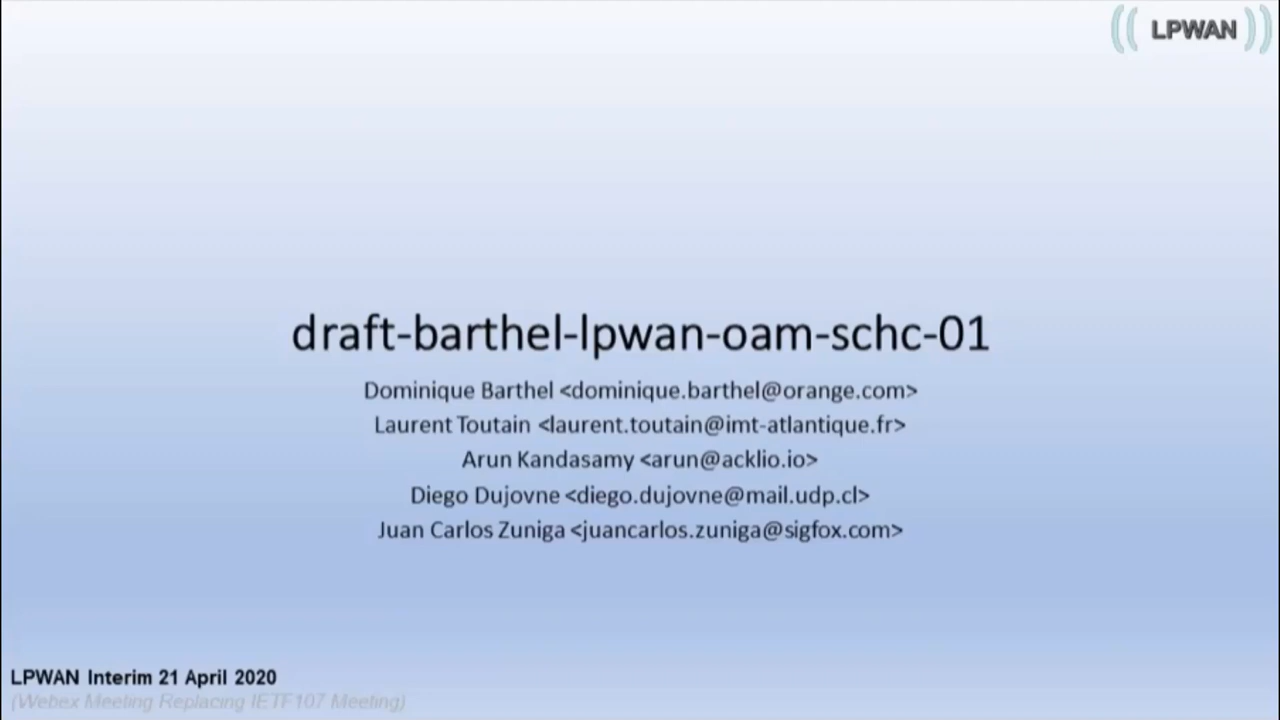 ((LPWAN))
draft-barthel-lpwan-oam-schc-01
Dominique Barthel <dominique.barthel@orange.com>
Laurent Toutain <laurent.toutain@imt-atlantique.fr>
Arun Kandasamy <arun@acklio.io>
Diego Dujovne <diego.dujovne@mail.udp.cl>
Juan Carlos Zuniga <juancarlos.zuniga@sigfox.com>
LPWAN Interim 21 April 2020
(Webex Meeting Replacing IETF107 Meeting)